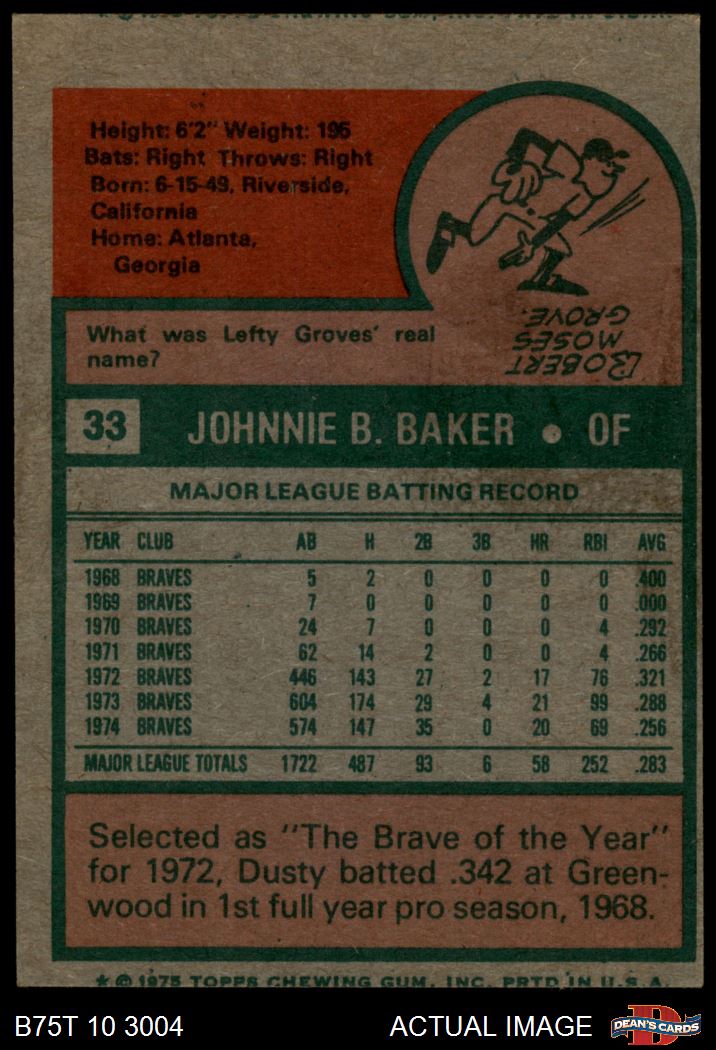 Height: 6'2" Weight: 195
Bats: Right Throws: Right
Born: 6-15-49, Riverside,
California
Home: Atlanta,
Georgia
What was Lefty Groves' real
name?
ROBERT
MOSES
GROVE.
33 JOHNNIE B. BAKER • OF
MAJOR LEAGUE BATTING RECORD
YEAR CLUB AB H 2B 3B HR RBI AVG
1968 BRAVES 5 2 0 0 0 0 .400
1969 BRAVES 7 0 0 0 0 0 .000
1970 BRAVES 24 7 0 0 0 4 .292
1971 BRAVES 62 14 2 0 0 4 .266
1972 BRAVES 446 143 27 2 17 76 .321
1973 BRAVES 604 174 29 4 21 99 .288
1974 BRAVES 574 147 35 0 20 69 .256
MAJOR LEAGUE TOTALS 1722 487 93 6 58 252 .283
Selected as "The Brave of the Year"
for 1972, Dusty batted .342 at Green-
wood in 1st full year pro season, 1968.
* © 1975 TOPPS CHEWING GUM, INC. PRTD IN U.S.A.
B75T 10 3004 ACTUAL IMAGE
DEAN'S CARDS